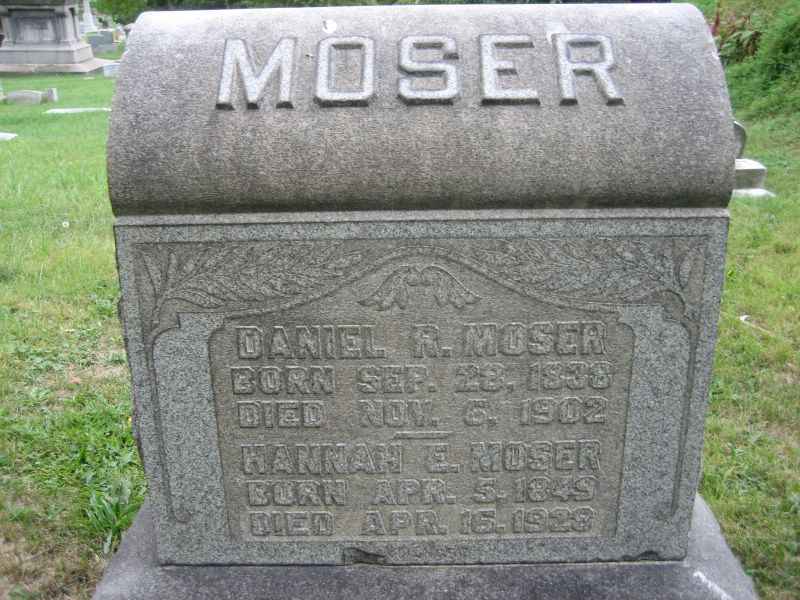 MOSER
DANIEL R. MOSER
BORN SEP. 28, 1838
DIED NOV. 6, 1902
HANNAH E. MOSER
BORN APR. 5, 1849
DIED APR. 15, 1928